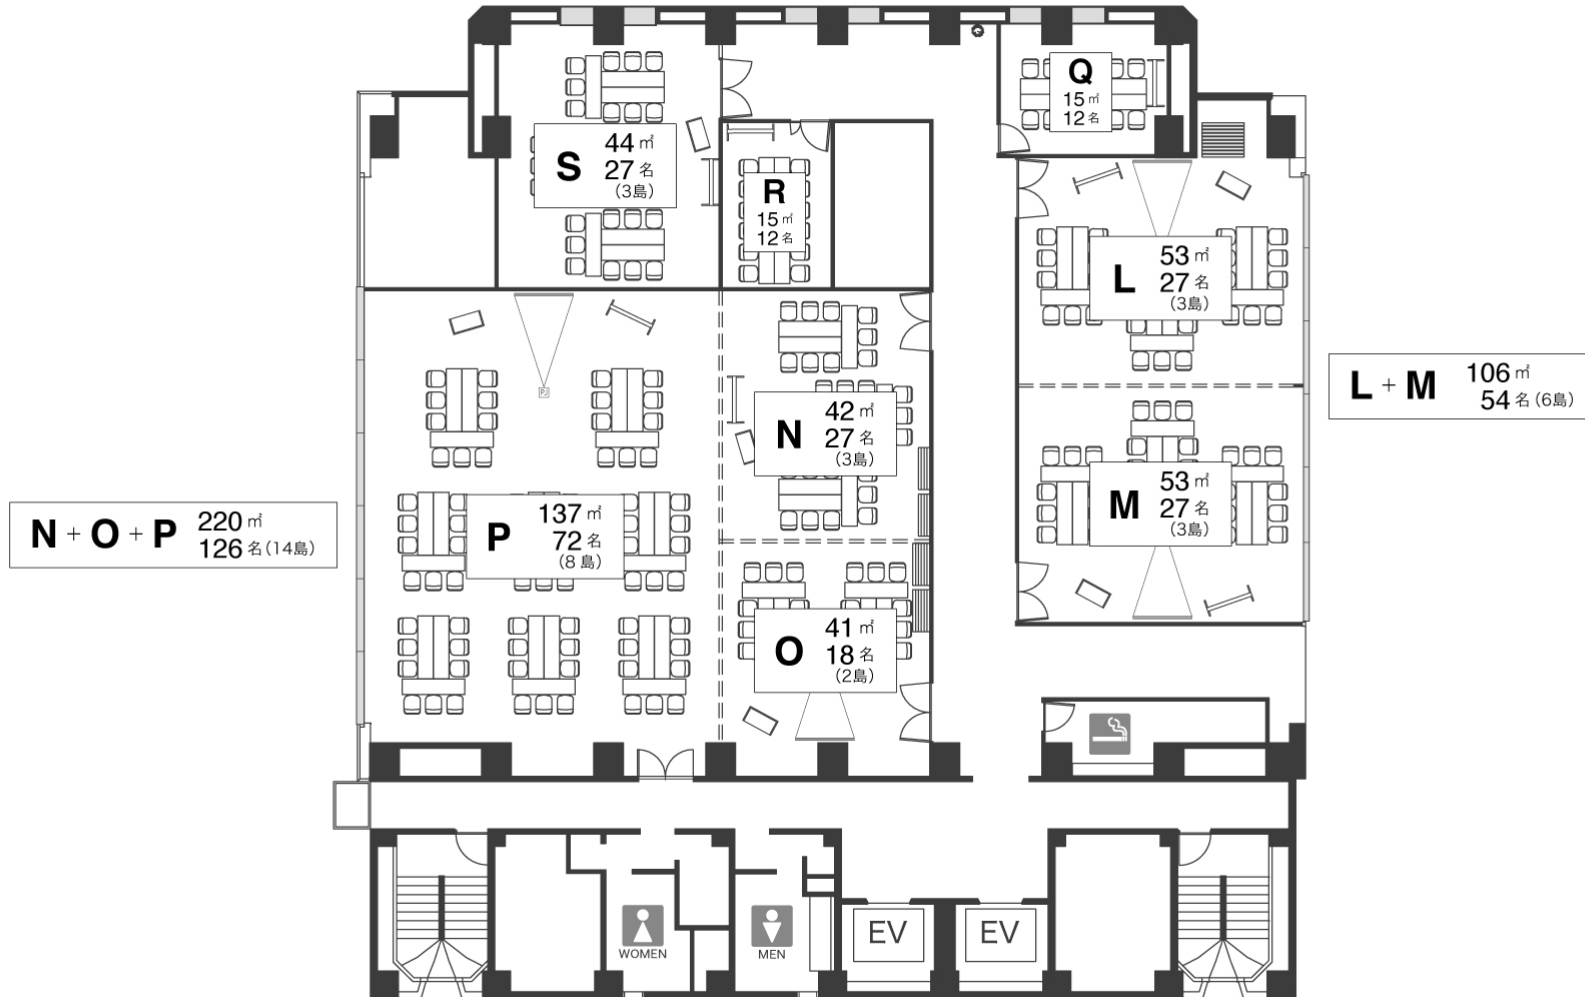 Q
15㎡
12名
S
44㎡
27名
(3島)
R
15㎡
12名
L
53㎡
27名
(3島)
L + M
106㎡
54名(6島)
N
42㎡
27名
(3島)
M
53㎡
27名
(3島)
N + O + P
220㎡
126名(14島)
P
137㎡
72名
(8島)
O
41㎡
18名
(2島)
WOMEN
MEN
EV
EV